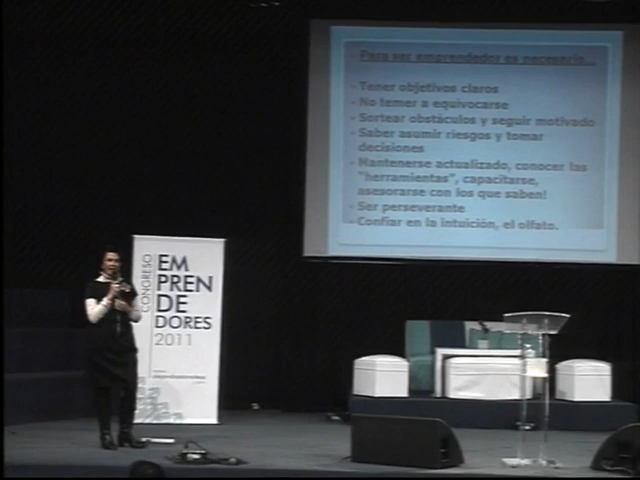 Para ser emprendedor es necesario...
- Tener objetivos claros
- No temer a equivocarse
- Sortear obstáculos y seguir motivado
- Saber asumir riesgos y tomar
decisiones
- Mantenerse actualizado, conocer las
"herramientas", capacitarse,
asesorarse con los que saben!
- Ser perseverante
- Confiar en la intuición, el olfato.
CONGRESO
EM
PREN
DE
DORES
2011